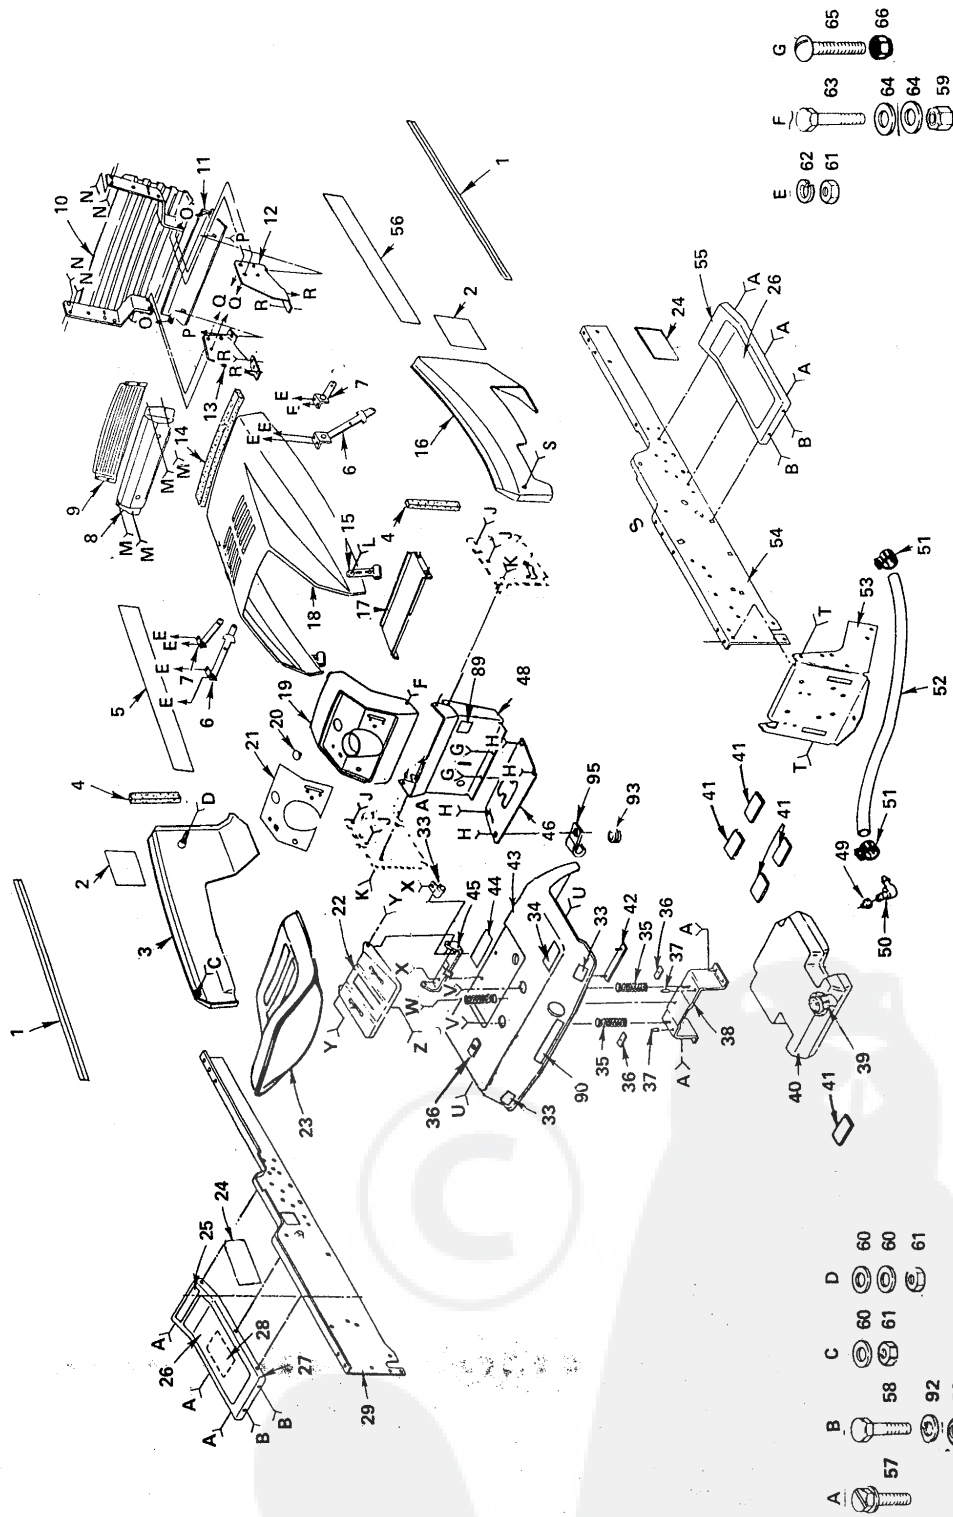 G
65
66
F
63
64
64
59
E
62
61
10
N
N
N
N
11
O
O
12
P
P
Q
Q
R
R
R
R
13
1
56
2
9
8
14
M
M
M
M
E
E
E
E
7
6
16
S
5
E
E
E
E
7
6
15
L
4
17
18
J
J
K
24
55
26
A
A
A
B
B
S
54
51
53
T
T
52
51
49
50
4
21
20
19
F
89
48
G
G
I
H
H
H
H
46
95
93
A
33
J
J
K
D
2
3
C
1
22
Y
Y
X
X
W
V
V
Z
45
44
43
34
U
U
33
42
35
36
37
A
38
35
36
37
A
36
90
33
23
41
41
41
40
39
41
24
25
26
28
27
29
A
A
A
B
B
C
D
60
60
61
C
60
61
B
58
92
A
57